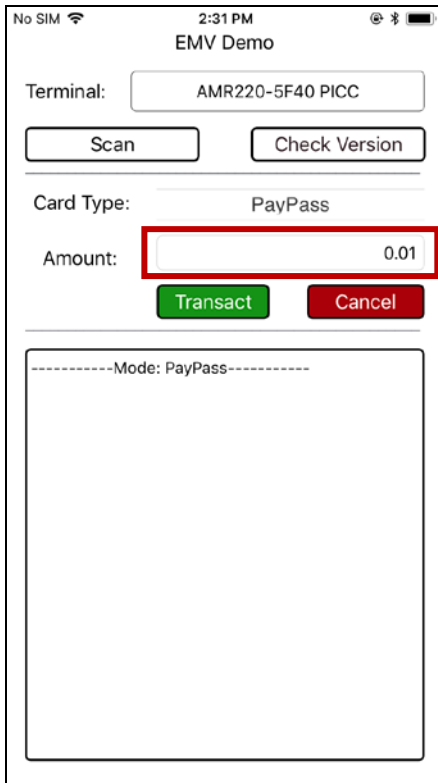 No SIM 2:31 PM
EMV Demo
Terminal: AMR220-5F40 PICC
Scan Check Version
Card Type: PayPass
Amount: 0.01
Transact Cancel
-----------Mode: PayPass-----------